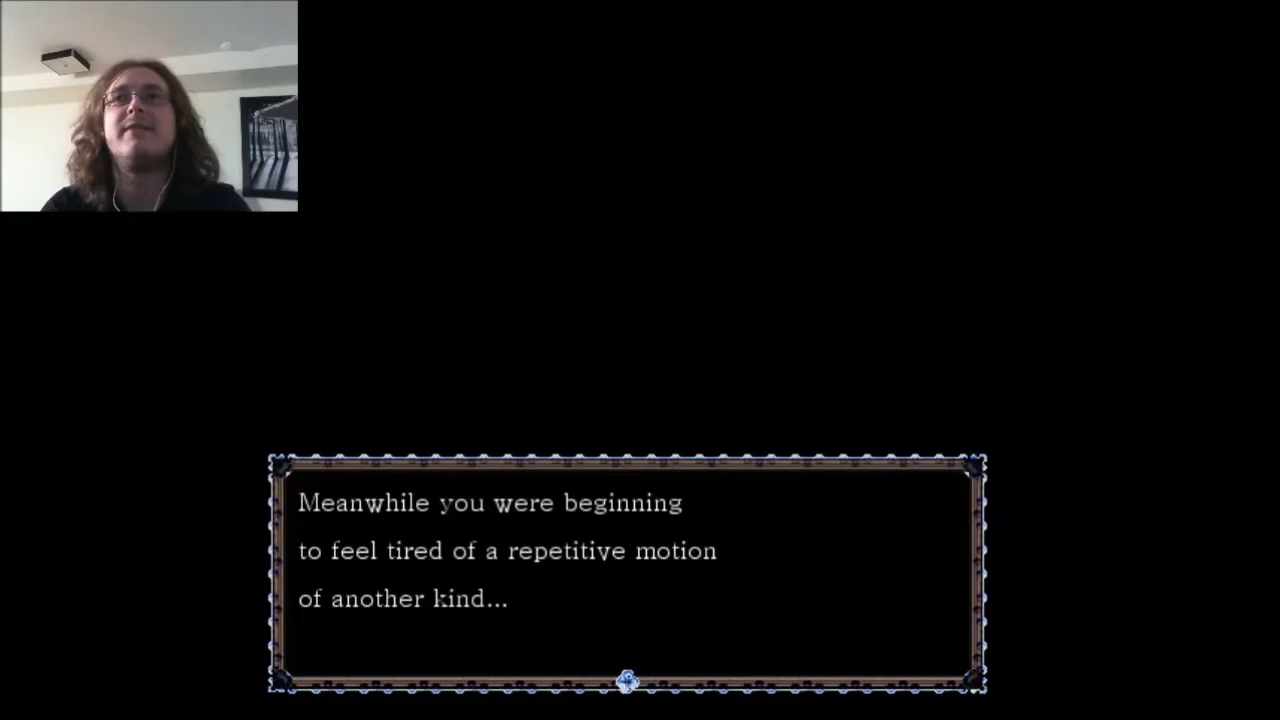 Meanwhile you were beginning
to feel tired of a repetitive motion
of another kind...